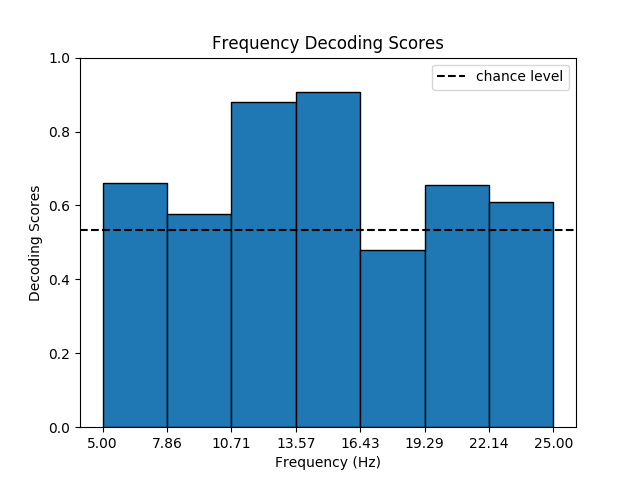 Frequency Decoding Scores
chance level
1.0
0.8
0.6
0.4
0.2
0.0
Decoding Scores
5.00 7.86 10.71 13.57 16.43 19.29 22.14 25.00
Frequency (Hz)